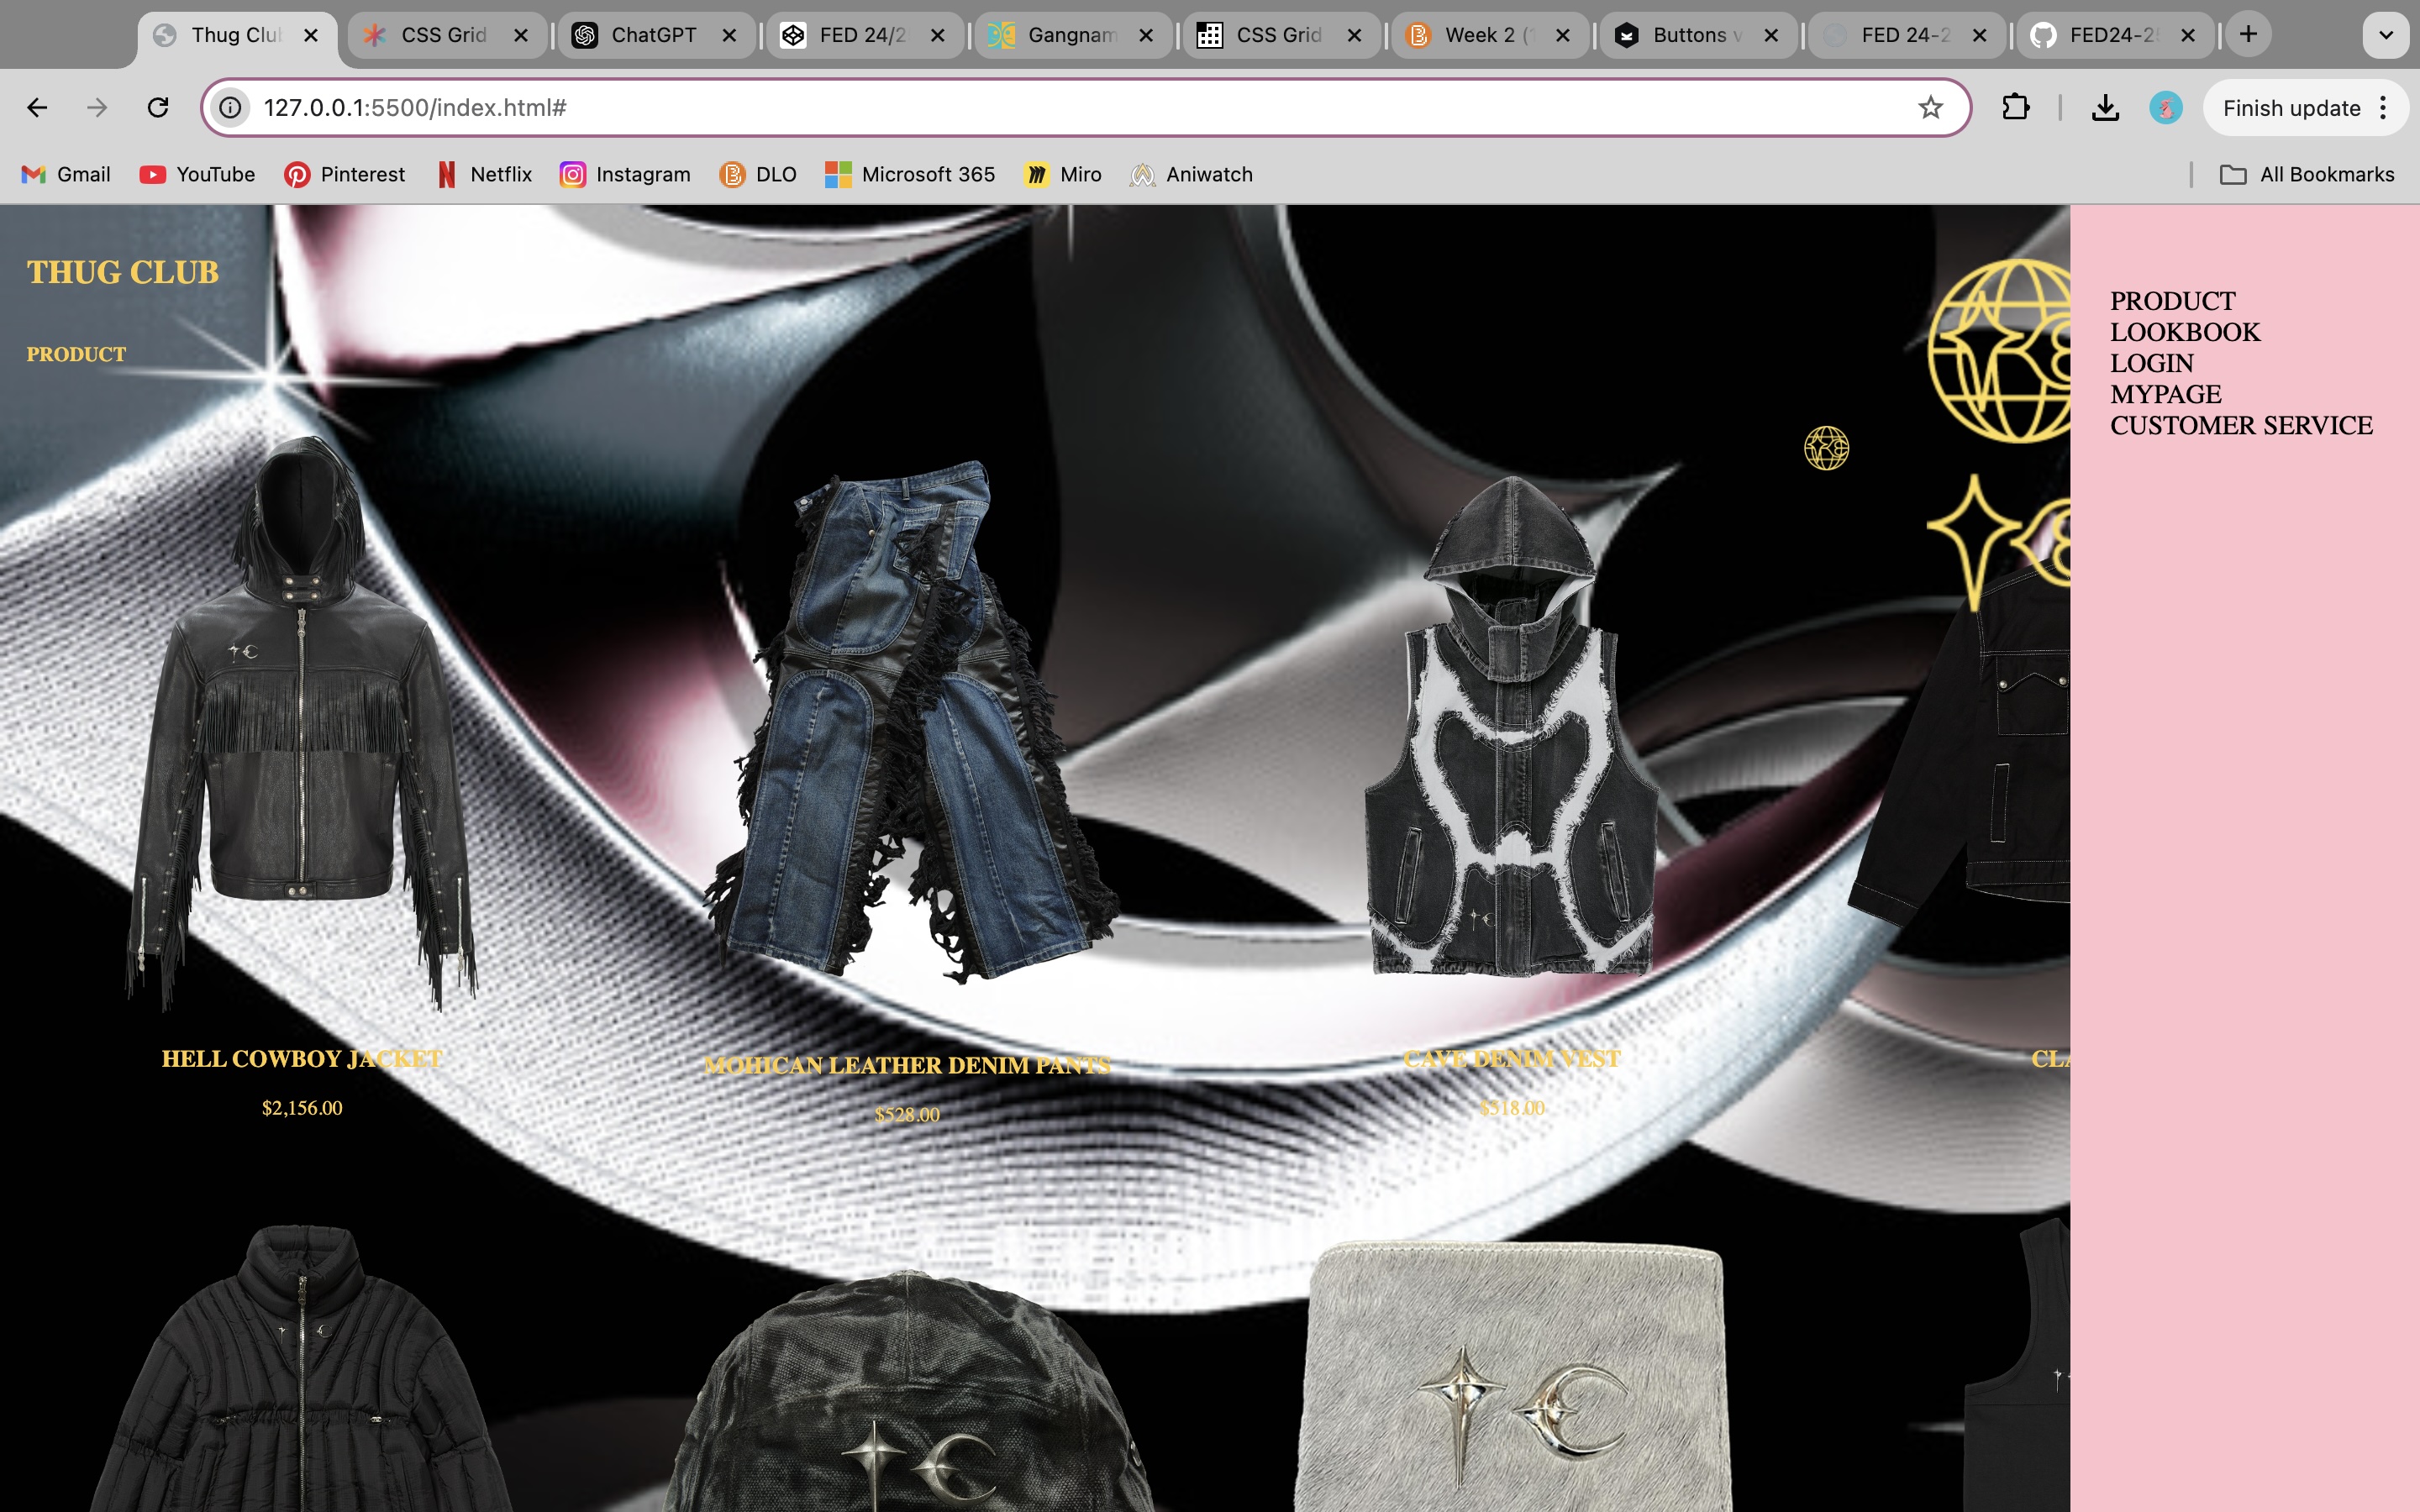 Thug Clu
CSS Grid
ChatGPT
FED 24/2
Gangnam
CSS Grid
Week 2 (
Buttons v
FED 24-2
FED24-2
127.0.0.1:5500/index.html#
Finish update
Gmail
YouTube
Pinterest
Netflix
Instagram
DLO
Microsoft 365
Miro
Aniwatch
All Bookmarks
THUG CLUB
PRODUCT
PRODUCT
LOOKBOOK
LOGIN
MYPAGE
CUSTOMER SERVICE
HELL COWBOY JACKET
$2,156.00
MOHICAN LEATHER DENIM PANTS
$528.00
CAVE DENIM VEST
$518.00
CLA